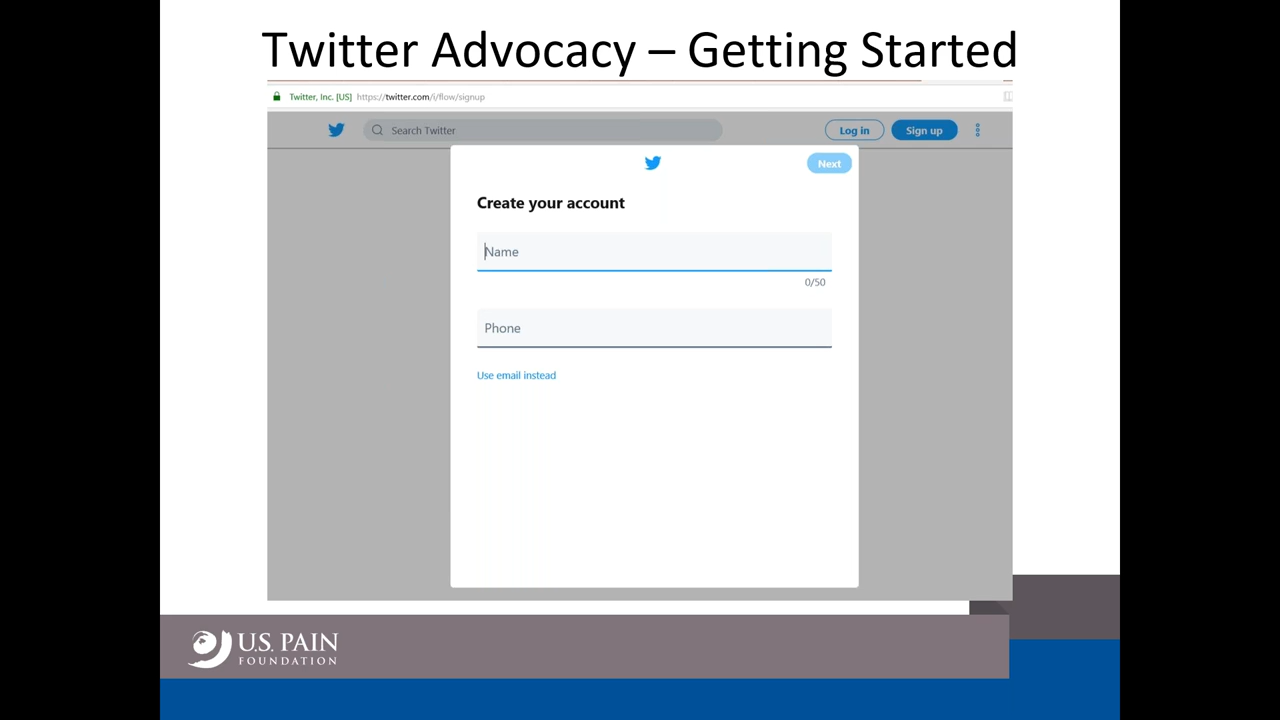 Twitter Advocacy – Getting Started
Twitter, Inc. [US] https://twitter.com/i/flow/signup
Search Twitter
Log in
Sign up
Next
Create your account
Name
0/50
Phone
Use email instead
U.S. PAIN
FOUNDATION